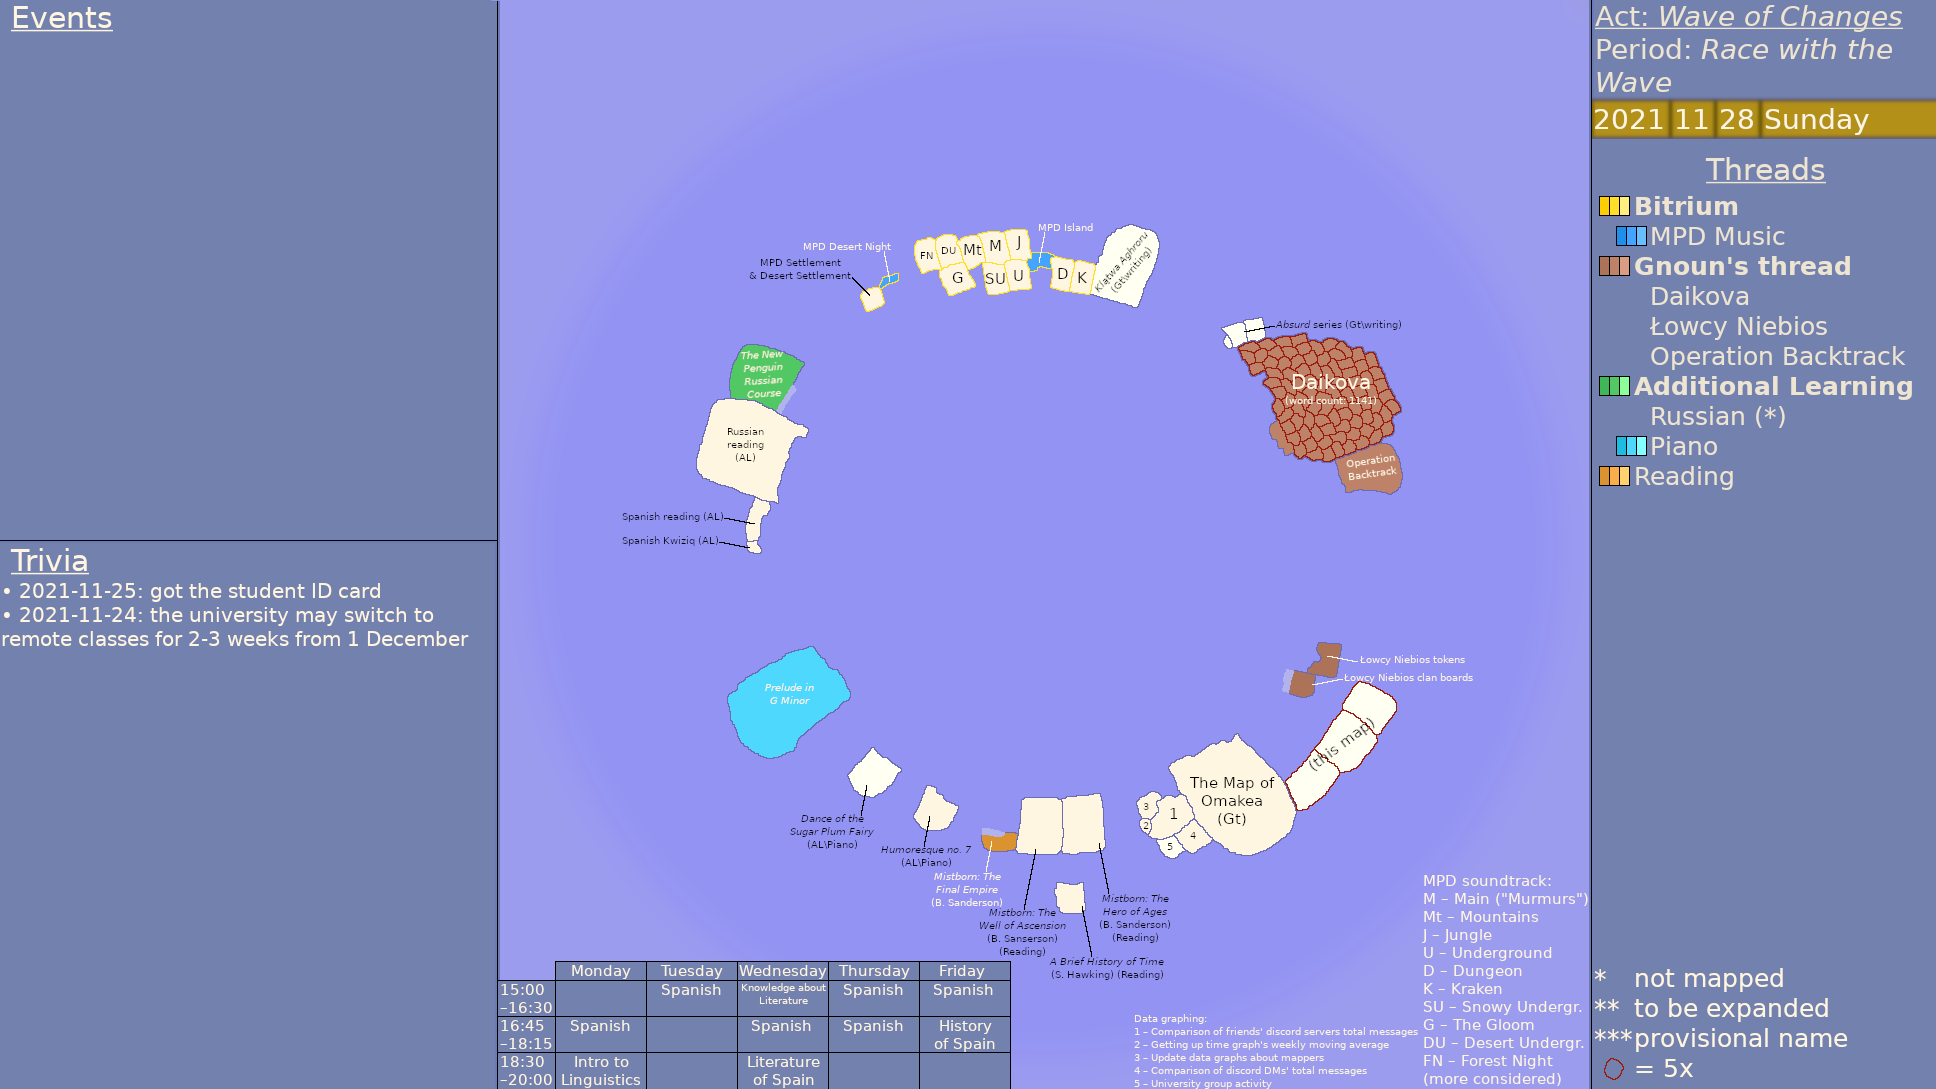 Events
Trivia
• 2021-11-25: got the student ID card
• 2021-11-24: the university may switch to
remote classes for 2-3 weeks from 1 December
MPD Desert Night
MPD Settlement
& Desert Settlement
FN
DU
Mt
M
J
G
SU
U
MPD Island
D
K
Klątwa Aghroru
(Gt\writing)
Absurd series (Gt\writing)
Daikova
(word count: 1141)
Operation
Backtrack
The New
Penguin
Russian
Course
Russian
reading
(AL)
Spanish reading (AL)
Spanish Kwiziq (AL)
Prelude in
G Minor
Dance of the
Sugar Plum Fairy
(AL\Piano)
Humoresque no. 7
(AL\Piano)
Mistborn: The
Final Empire
(B. Sanderson)
Mistborn: The
Well of Ascension
(B. Sanserson)
(Reading)
Mistborn: The
Hero of Ages
(B. Sanderson)
(Reading)
A Brief History of Time
(S. Hawking) (Reading)
Łowcy Niebios tokens
Łowcy Niebios clan boards
(this map)
The Map of
Omakea
(Gt)
3
1
2
4
5
Monday Tuesday Wednesday Thursday Friday
15:00
–16:30
Spanish
Knowledge about
Literature
Spanish
Spanish
16:45
–18:15
Spanish
Spanish
Spanish
History
of Spain
18:30
–20:00
Intro to
Linguistics
Literature
of Spain
Data graphing:
1 – Comparison of friends' discord servers total messages
2 – Getting up time graph's weekly moving average
3 – Update data graphs about mappers
4 – Comparison of discord DMs' total messages
5 – University group activity
MPD soundtrack:
M – Main ("Murmurs")
Mt – Mountains
J – Jungle
U – Underground
D – Dungeon
K – Kraken
SU – Snowy Undergr.
G – The Gloom
DU – Desert Undergr.
FN – Forest Night
(more considered)
Act: Wave of Changes
Period: Race with the
Wave
2021 11 28 Sunday
Threads
Bitrium
MPD Music
Gnoun's thread
Daikova
Łowcy Niebios
Operation Backtrack
Additional Learning
Russian (*)
Piano
Reading
* not mapped
** to be expanded
*** provisional name
= 5x